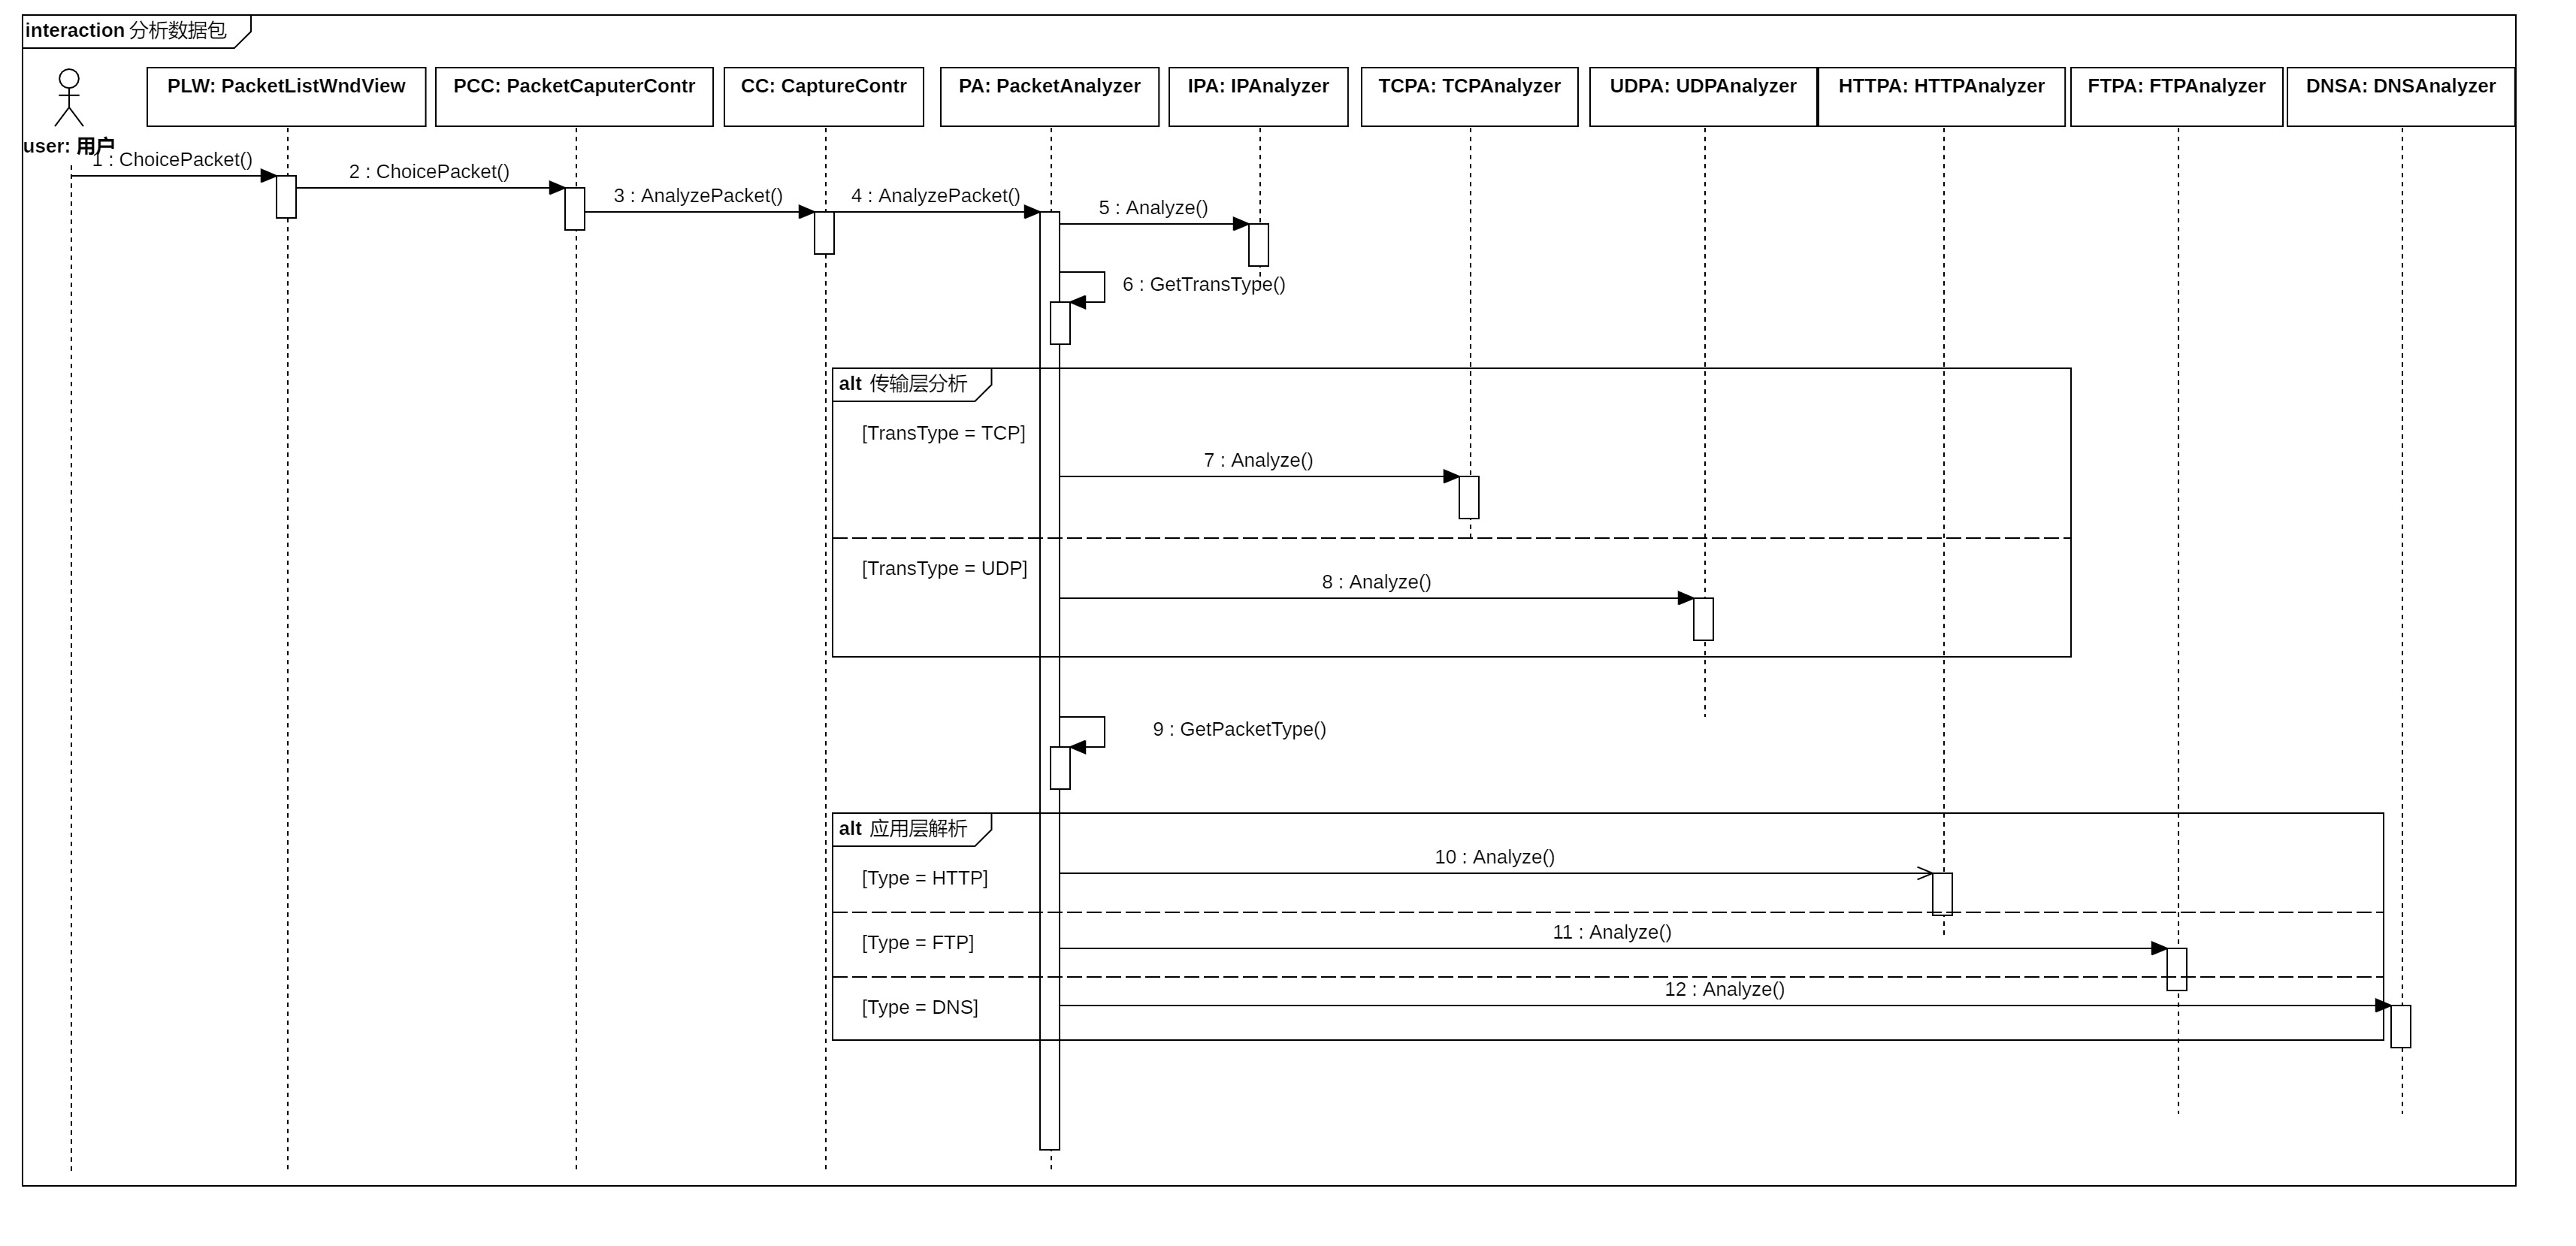 interaction 分析数据包
PLW: PacketListWndView
PCC: PacketCaputerContr
CC: CaptureContr
PA: PacketAnalyzer
IPA: IPAnalyzer
TCPA: TCPAnalyzer
UDPA: UDPAnalyzer
HTTPA: HTTPAnalyzer
FTPA: FTPAnalyzer
DNSA: DNSAnalyzer
user: 用户
1 : ChoicePacket()
2 : ChoicePacket()
3 : AnalyzePacket()
4 : AnalyzePacket()
5 : Analyze()
6 : GetTransType()
alt 传输层分析
[TransType = TCP]
7 : Analyze()
[TransType = UDP]
8 : Analyze()
9 : GetPacketType()
alt 应用层解析
[Type = HTTP]
10 : Analyze()
[Type = FTP]
11 : Analyze()
[Type = DNS]
12 : Analyze()